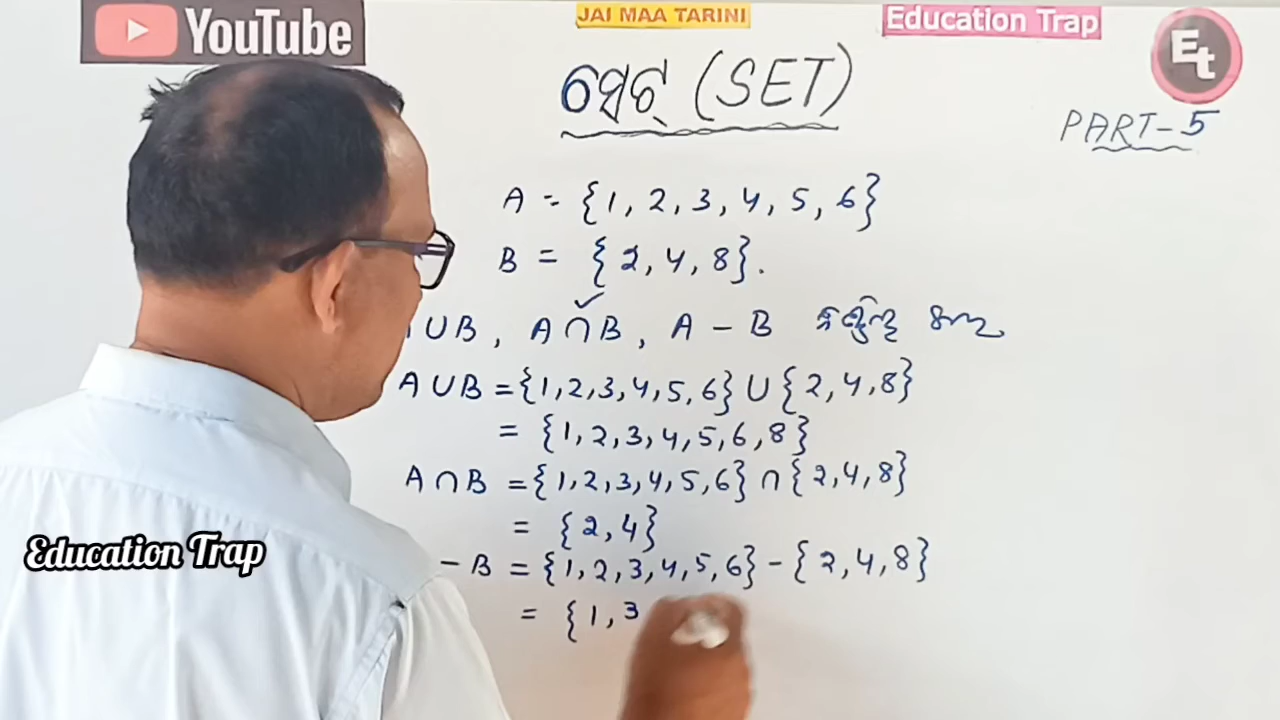 YouTube
JAI MAA TARINI
Education Trap
Et
ସେଟ୍ (SET)
PART-5
A = {1, 2, 3, 4, 5, 6}
B = {2, 4, 8}.
∪B, A∩B, A - B
A∪B = {1,2,3,4,5,6} ∪ {2,4,8}
= {1,2,3,4,5,6,8}
A∩B = {1,2,3,4,5,6} ∩ {2,4,8}
= {2,4}
- B = {1,2,3,4,5,6} - {2,4,8}
= {1,3
Education Trap